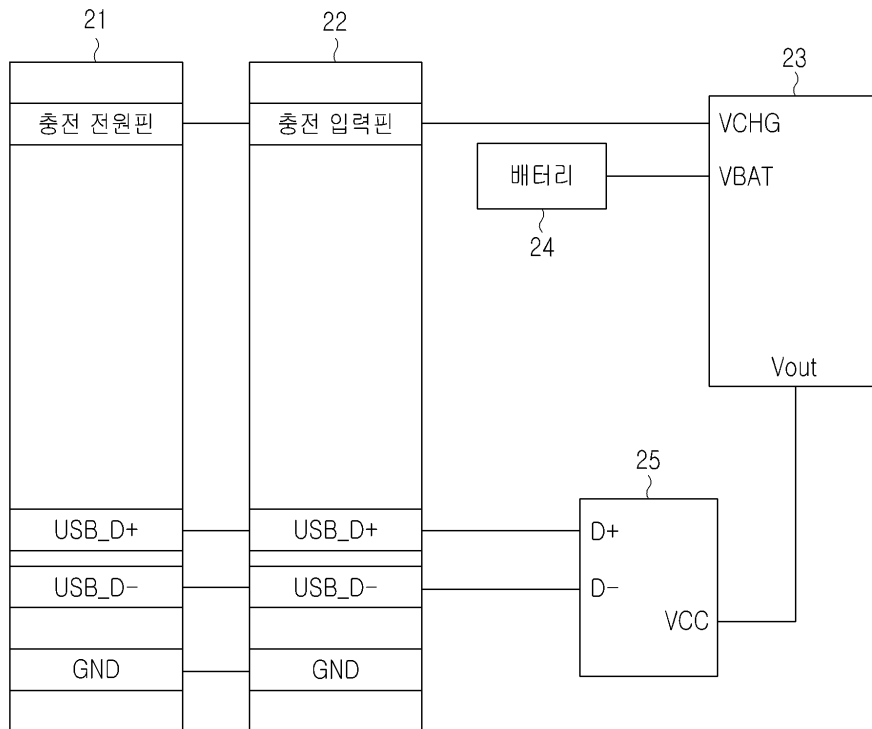 21
22
23
충전 전원핀
충전 입력핀
VCHG
배터리
VBAT
24
Vout
25
USB_D+
USB_D+
D+
USB_D-
USB_D-
D-
VCC
GND
GND